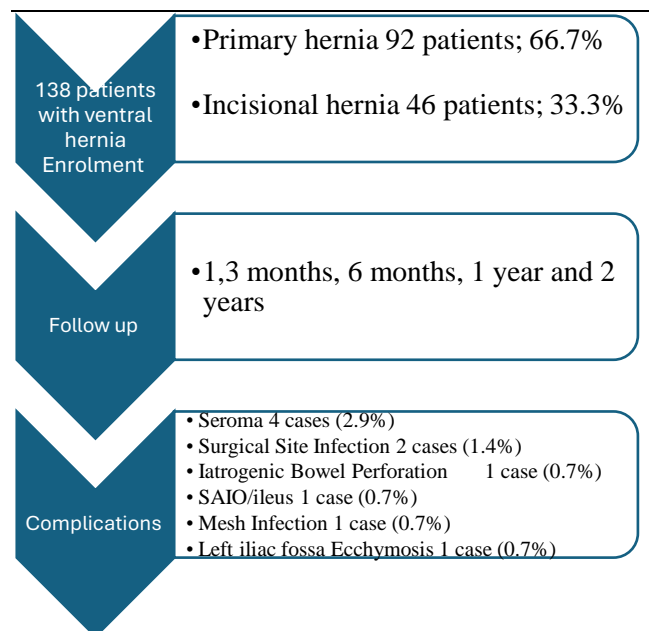 138 patients
with ventral
hernia
Enrolment
•Primary hernia 92 patients; 66.7%
•Incisional hernia 46 patients; 33.3%
Follow up
•1,3 months, 6 months, 1 year and 2
years
Complications
• Seroma 4 cases (2.9%)
• Surgical Site Infection 2 cases (1.4%)
• Iatrogenic Bowel Perforation 1 case (0.7%)
• SAIO/ileus 1 case (0.7%)
• Mesh Infection 1 case (0.7%)
• Left iliac fossa Ecchymosis 1 case (0.7%)